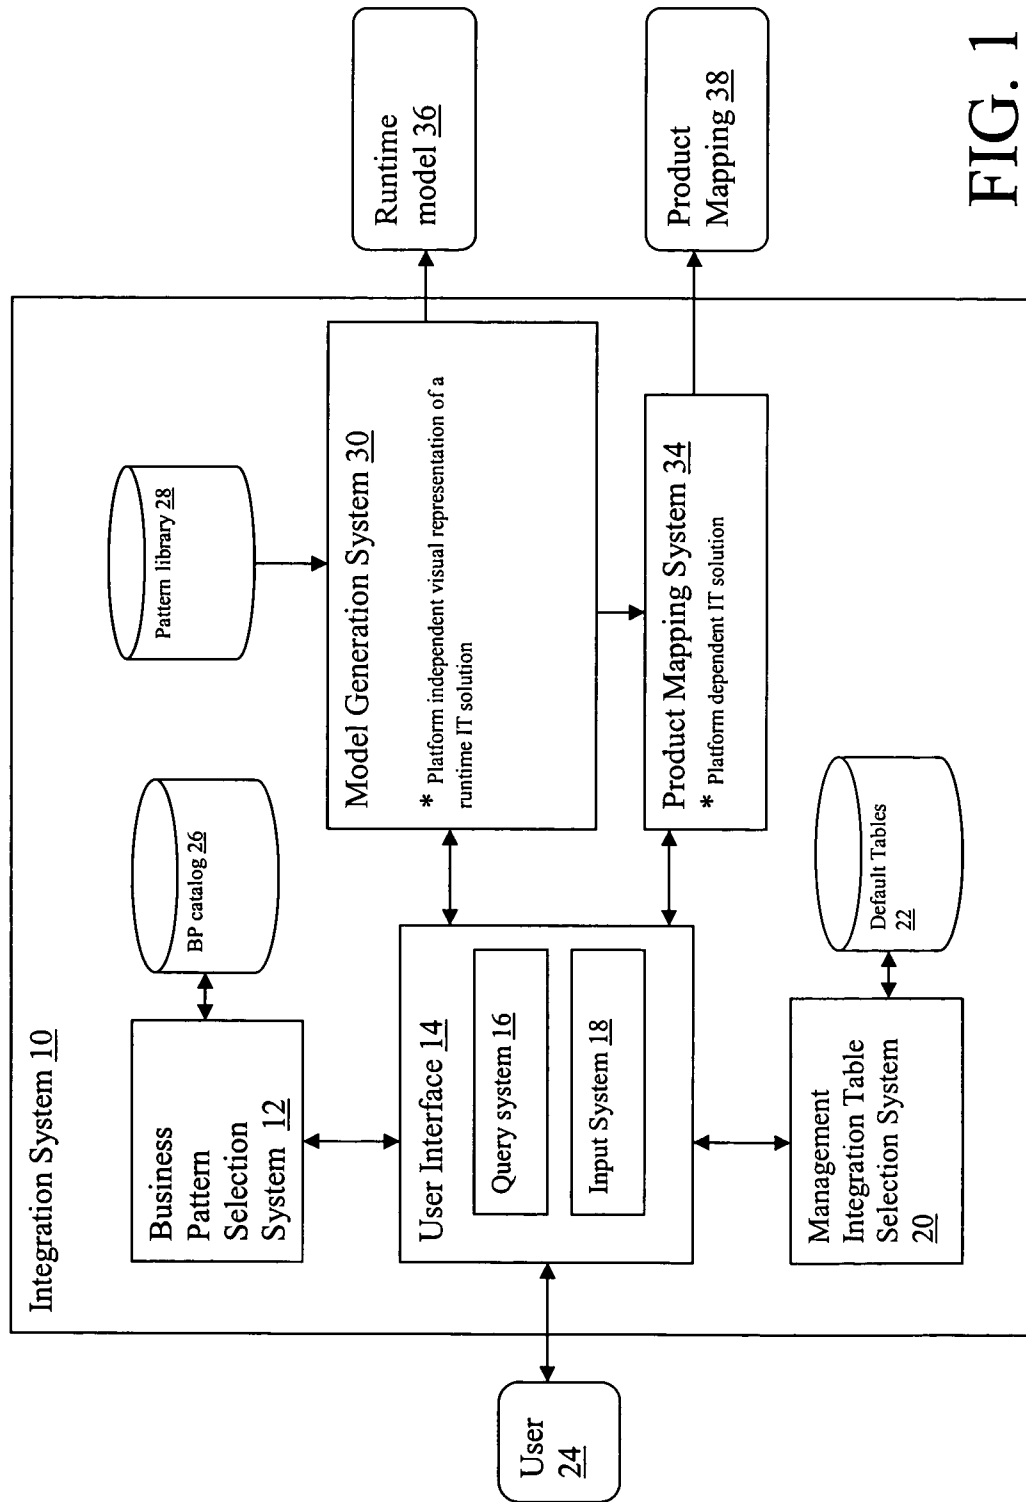 Integration System 10
Business
Pattern
Selection
System 12
BP catalog 26
Pattern library 28
User
24
User Interface 14
Query system 16
Input System 18
Model Generation System 30
* Platform independent visual representation of a
runtime IT solution
Runtime
model 36
Product Mapping System 34
* Platform dependent IT solution
Product
Mapping 38
Management
Integration Table
Selection System
20
Default Tables
22
FIG. 1